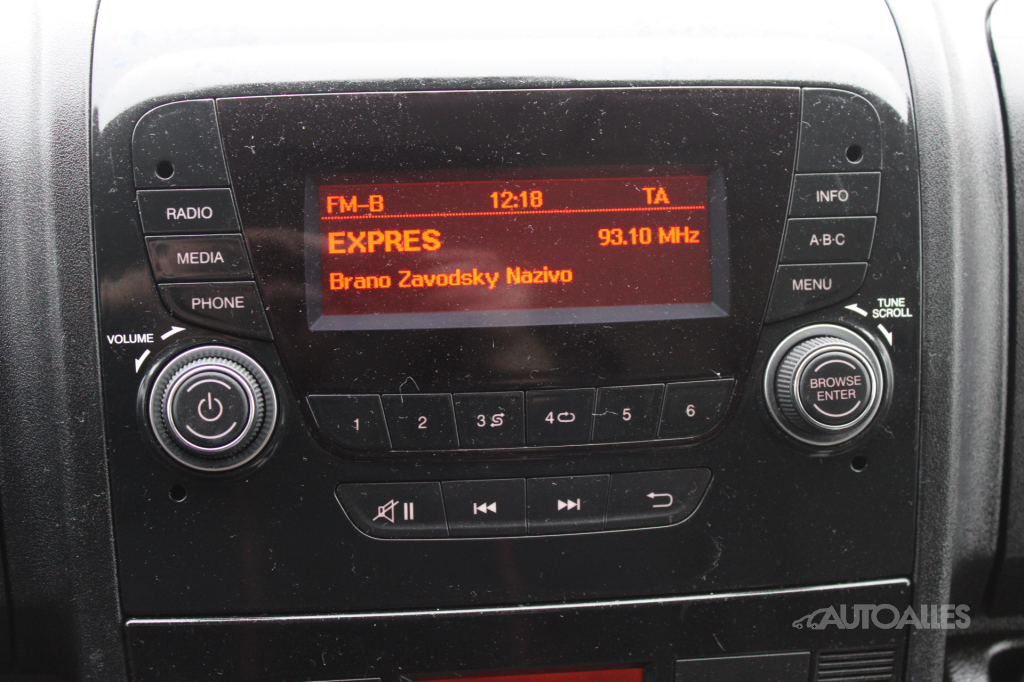 FM-B 12:18 TA
EXPRES 93.10 MHz
Brano Zavodsky Nazivo
RADIO
MEDIA
PHONE
INFO
A·B·C
MENU
VOLUME
TUNE
SCROLL
BROWSE
ENTER
1 2 3 4 5 6
AUTOALLES